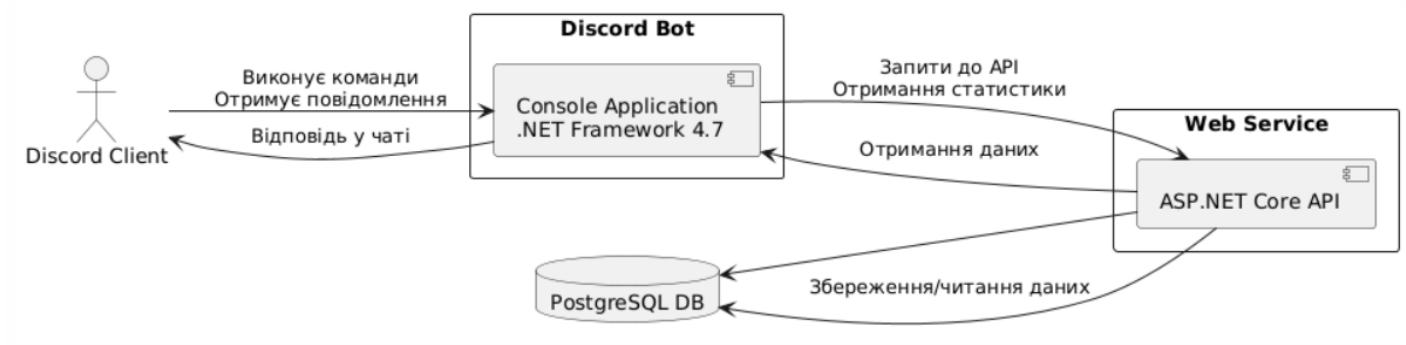 Discord Bot
Виконує команди
Отримує повідомлення
Console Application
.NET Framework 4.7
Відповідь у чаті
Discord Client
Запити до API
Отримання статистики
Web Service
Отримання даних
ASP.NET Core API
Збереження/читання даних
PostgreSQL DB